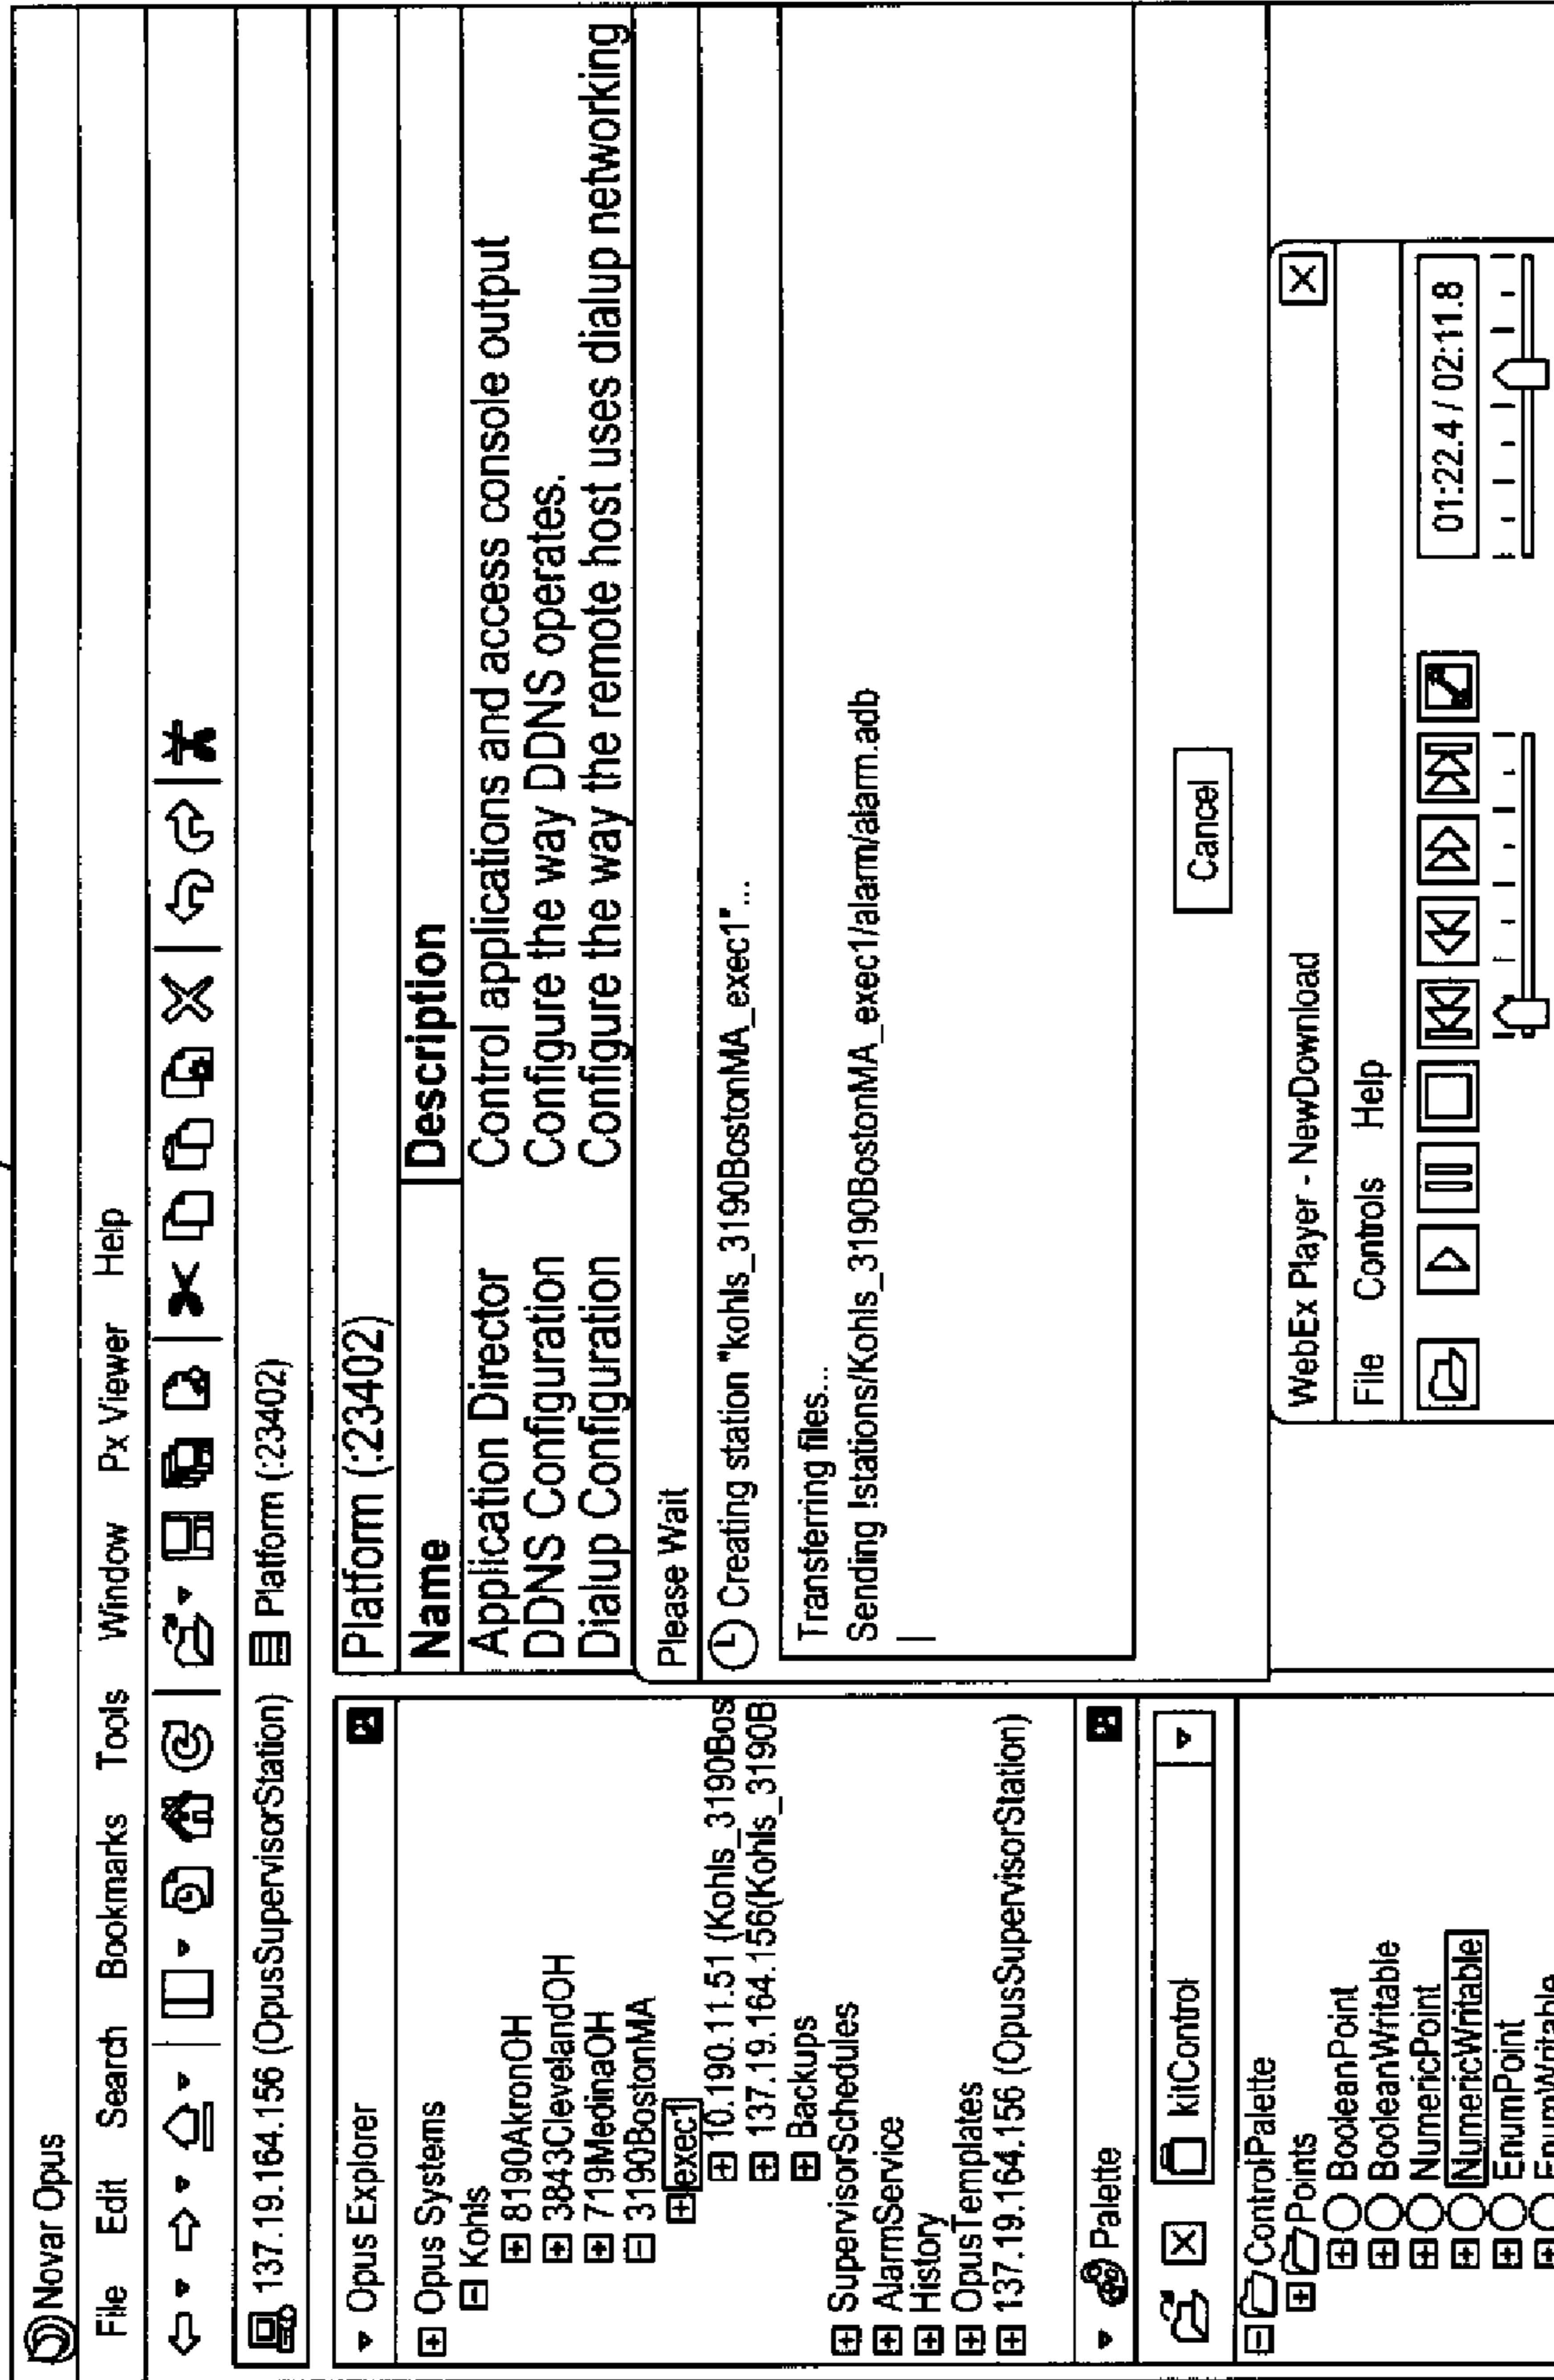 Novar Opus
File Edit Search Bookmarks Tools Window Px Viewer Help
137.19.164.156 (OpusSupervisorStation) Platform (:23402)
Opus Explorer
Opus Systems
Kohls
8190AkronOH
3843ClevelandOH
719MedinaOH
3190BostonMA
exec1
10.190.11.51 (Kohls_3190Bos
137.19.164.156(Kohls_3190B
Backups
SupervisorSchedules
AlarmService
History
OpusTemplates
137.19.164.156 (OpusSupervisorStation)
Palette
kitControl
ControlPalette
Points
BooleanPoint
BooleanWritable
NumericPoint
NumericWritable
EnumPoint
EnumWritable
Platform (:23402)
Name Description
Application Director Control applications and access console output
DDNS Configuration Configure the way DDNS operates.
Dialup Configuration Configure the way the remote host uses dialup networking
Please Wait
Creating station "kohls_3190BostonMA_exec1"...
Transferring files...
Sending !stations/Kohls_3190BostonMA_exec1/alarm/alarm.adb
Cancel
WebEx Player - NewDownload
File Controls Help
01:22.4 / 02:11.8